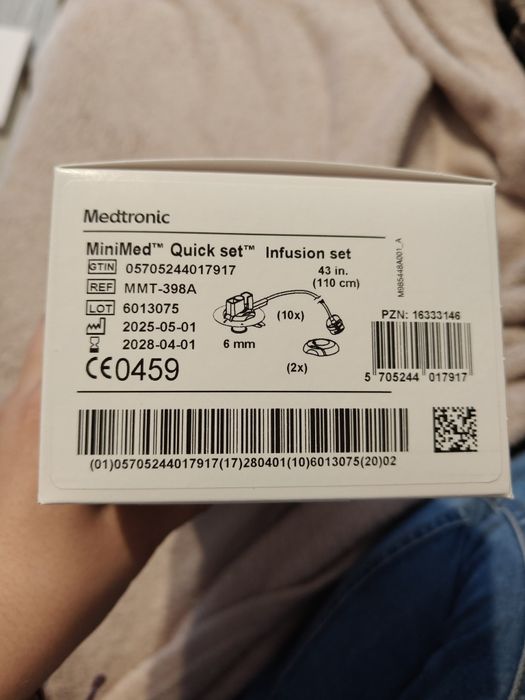 Medtronic
MiniMed™ Quick set™ Infusion set
GTIN 05705244017917
REF MMT-398A
LOT 6013075
2025-05-01
2028-04-01
CE0459
43 in.
(110 cm)
(10x)
6 mm
(2x)
M985448A001_A
PZN: 16333146
5 705244 017917
(01)05705244017917(17)280401(10)6013075(20)02